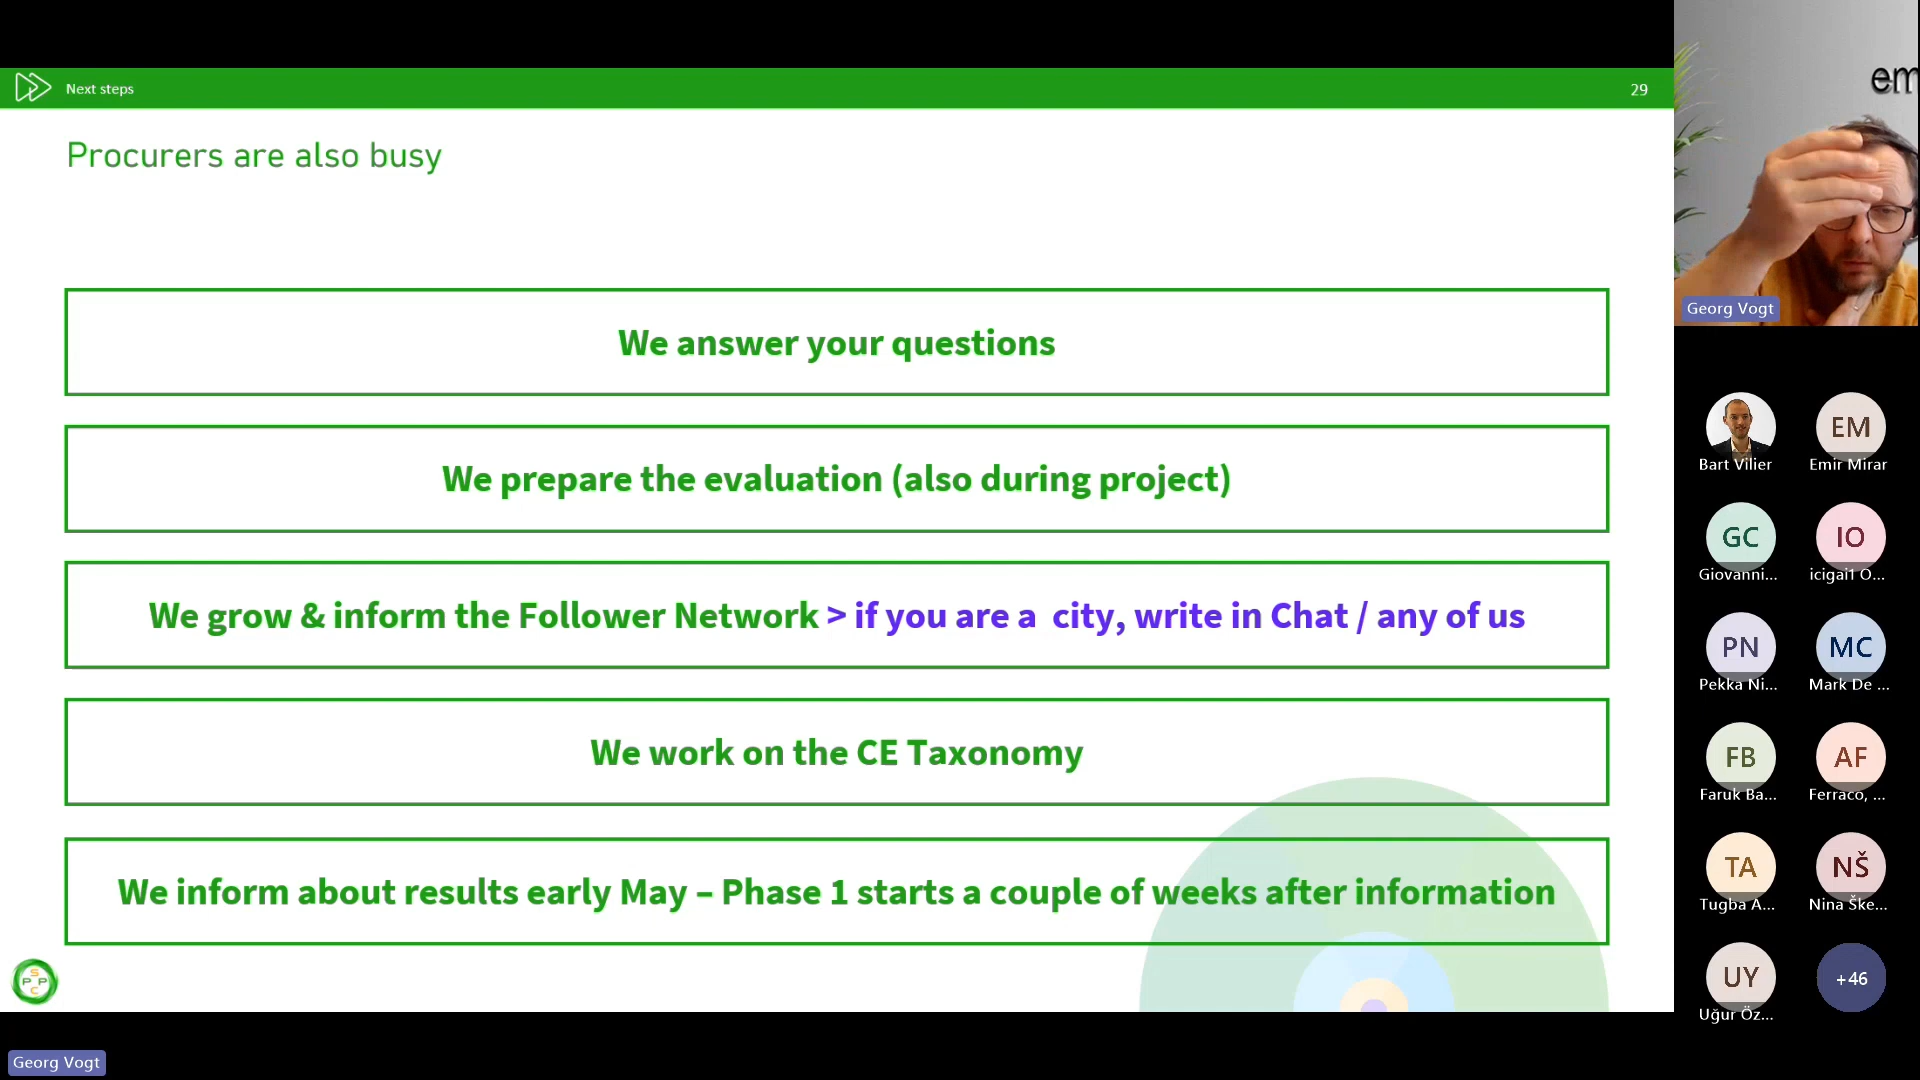 Next steps
29
Procurers are also busy
We answer your questions
We prepare the evaluation (also during project)
We grow & inform the Follower Network > if you are a  city, write in Chat / any of us
We work on the CE Taxonomy
We inform about results early May – Phase 1 starts a couple of weeks after information
S
P P
C
Georg Vogt
em
Georg Vogt
Bart Vilier
EM
Emir Mirar
GC
Giovanni...
IO
icigai1 O...
PN
Pekka Ni...
MC
Mark De ...
FB
Faruk Ba...
AF
Ferraco, ...
TA
Tugba A...
NŠ
Nina Ške...
UY
Uğur Öz...
+46